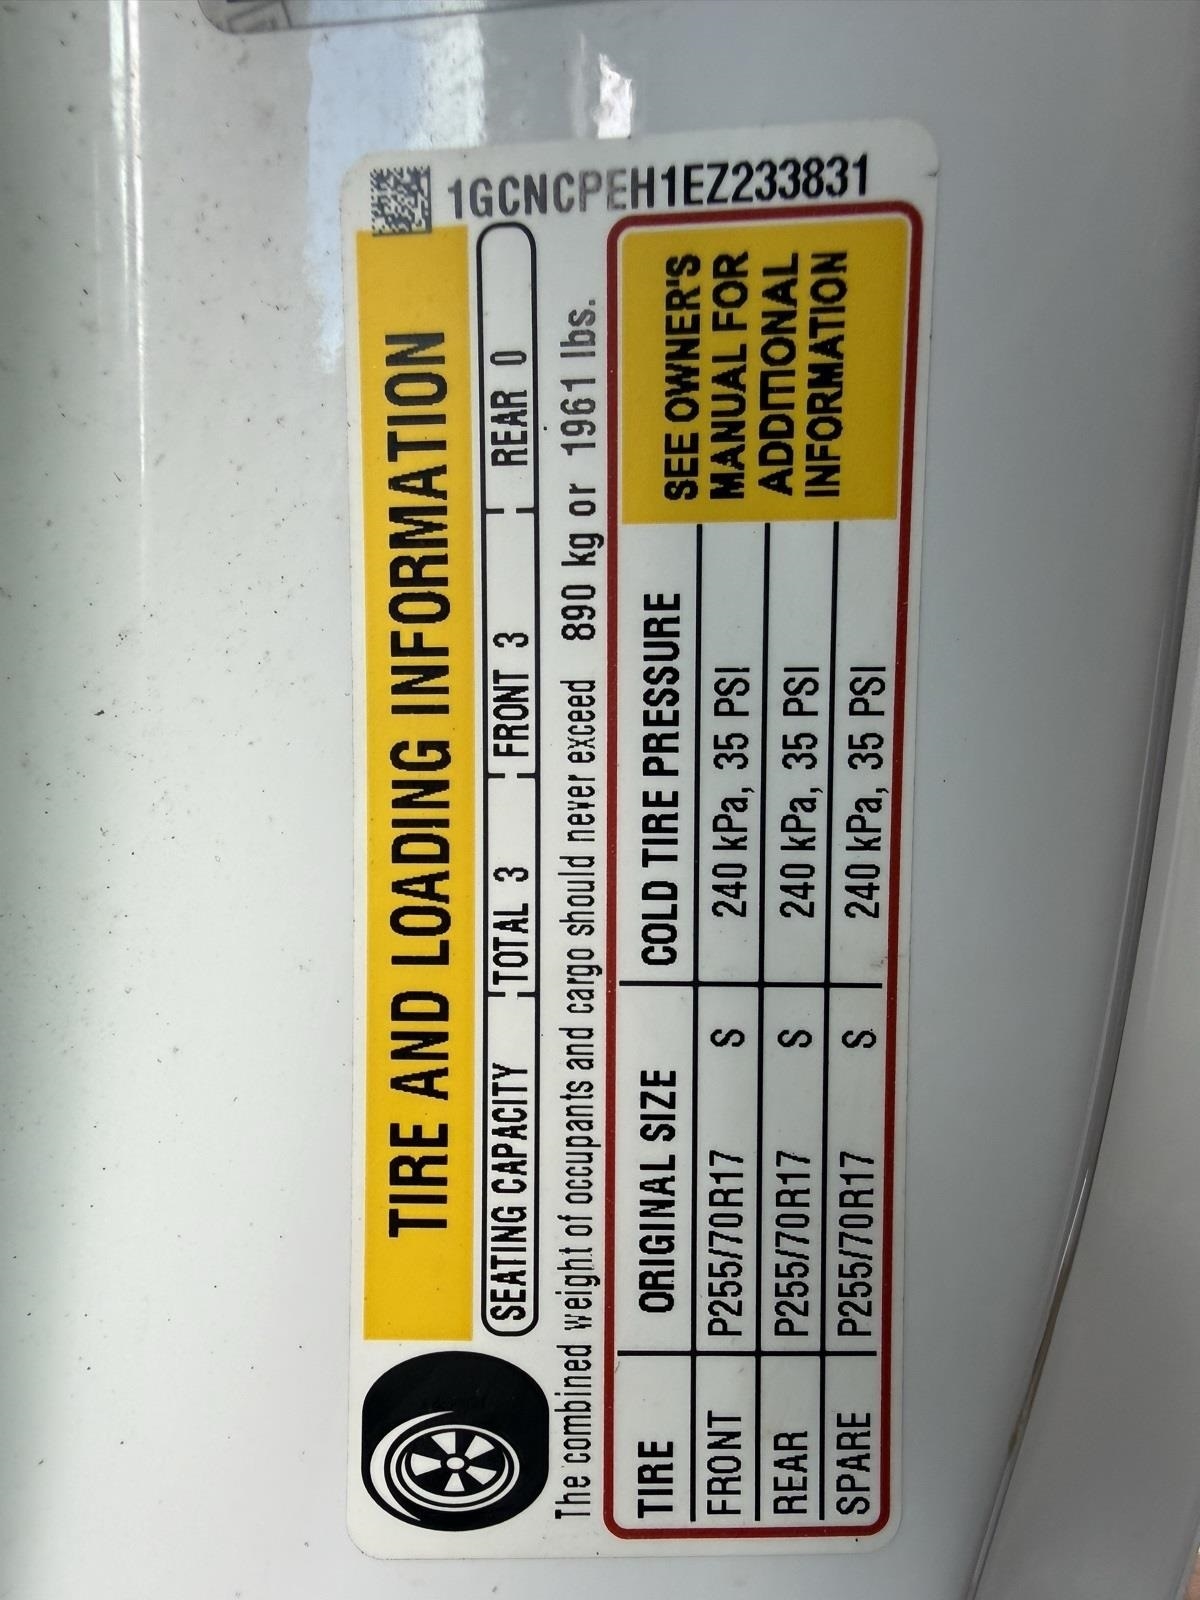 1GCNCPEH1EZ233831
TIRE AND LOADING INFORMATION
SEATING CAPACITY TOTAL 3 FRONT 3 REAR 0
The combined weight of occupants and cargo should never exceed 890 kg or 1961 lbs.
TIRE ORIGINAL SIZE COLD TIRE PRESSURE
FRONT P255/70R17 S 240 kPa, 35 PSI
REAR P255/70R17 S 240 kPa, 35 PSI
SPARE P255/70R17 S 240 kPa, 35 PSI
SEE OWNER'S
MANUAL FOR
ADDITIONAL
INFORMATION